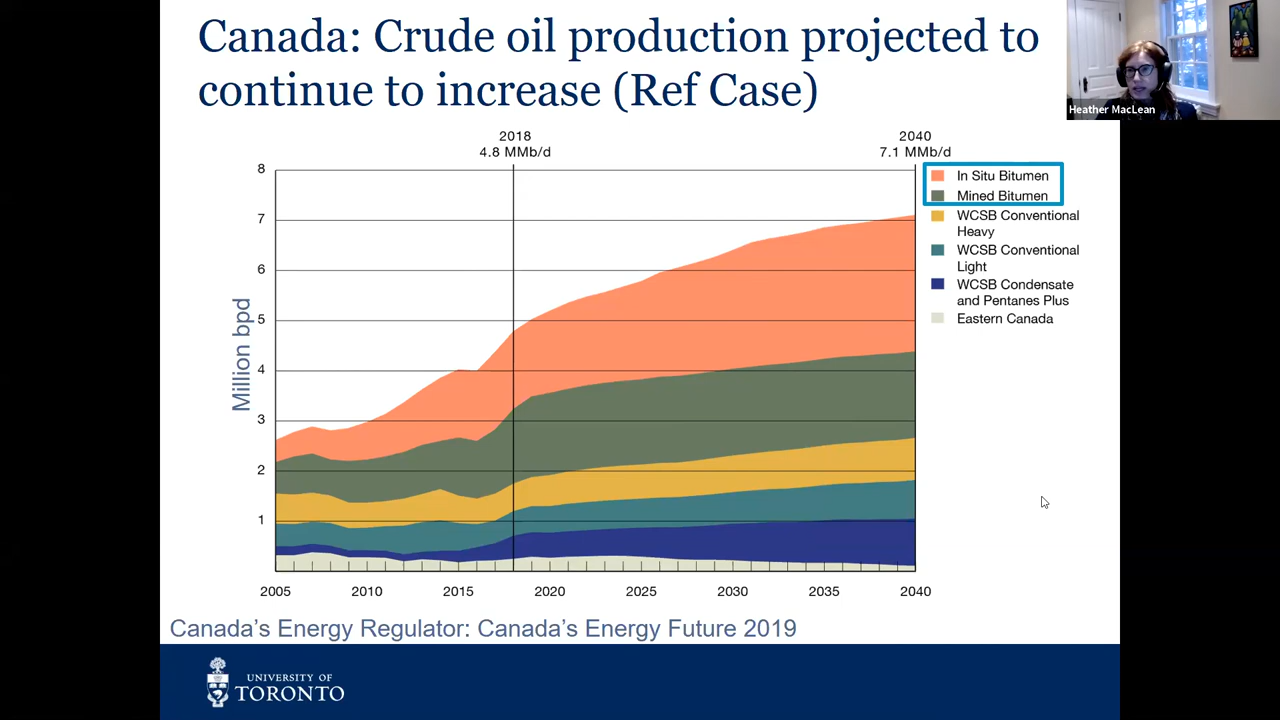 Canada: Crude oil production projected to
continue to increase (Ref Case)
Heather MacLean
2018
4.8 MMb/d
2040
7.1 MMb/d
Million bpd
8
7
6
5
4
3
2
1
2005
2010
2015
2020
2025
2030
2035
2040
In Situ Bitumen
Mined Bitumen
WCSB Conventional
Heavy
WCSB Conventional
Light
WCSB Condensate
and Pentanes Plus
Eastern Canada
Canada's Energy Regulator: Canada's Energy Future 2019
UNIVERSITY OF
TORONTO